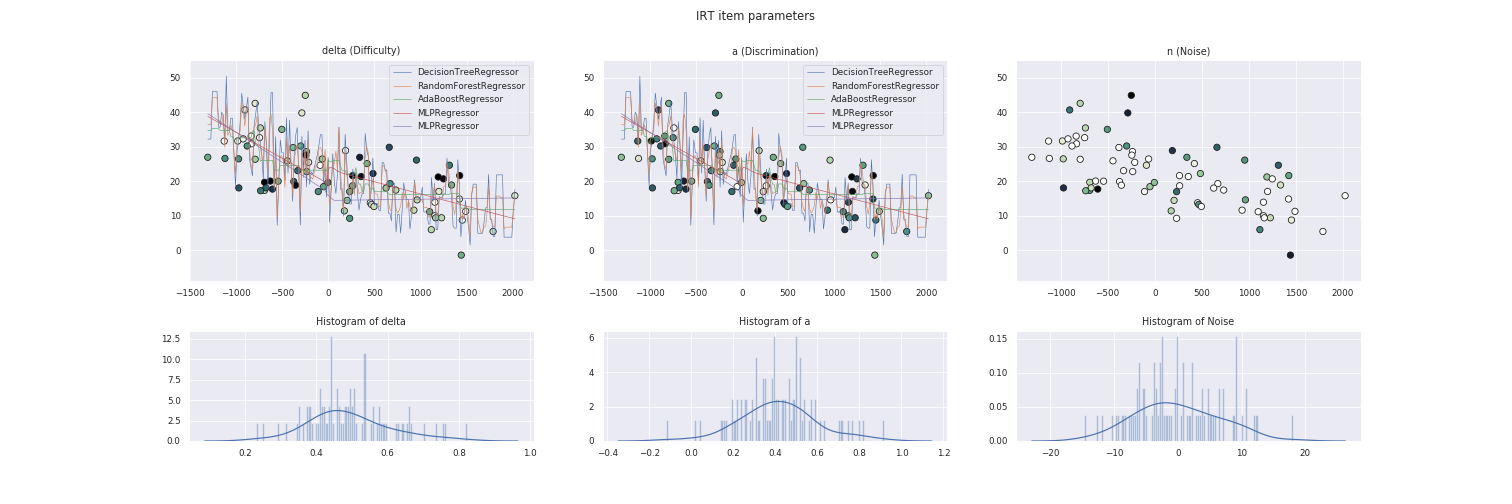 IRT item parameters
delta (Difficulty)
a (Discrimination)
n (Noise)
DecisionTreeRegressor
RandomForestRegressor
AdaBoostRegressor
MLPRegressor
MLPRegressor
DecisionTreeRegressor
RandomForestRegressor
AdaBoostRegressor
MLPRegressor
MLPRegressor
50
40
30
20
10
0
−1500 −1000 −500 0 500 1000 1500 2000
50
40
30
20
10
0
−1500 −1000 −500 0 500 1000 1500 2000
50
40
30
20
10
0
−1000 −500 0 500 1000 1500 2000
Histogram of delta
Histogram of a
Histogram of Noise
12.5
10.0
7.5
5.0
2.5
0.0
0.2 0.4 0.6 0.8 1.0
6
4
2
0
−0.4 −0.2 0.0 0.2 0.4 0.6 0.8 1.0 1.2
0.15
0.10
0.05
0.00
−20 −10 0 10 20